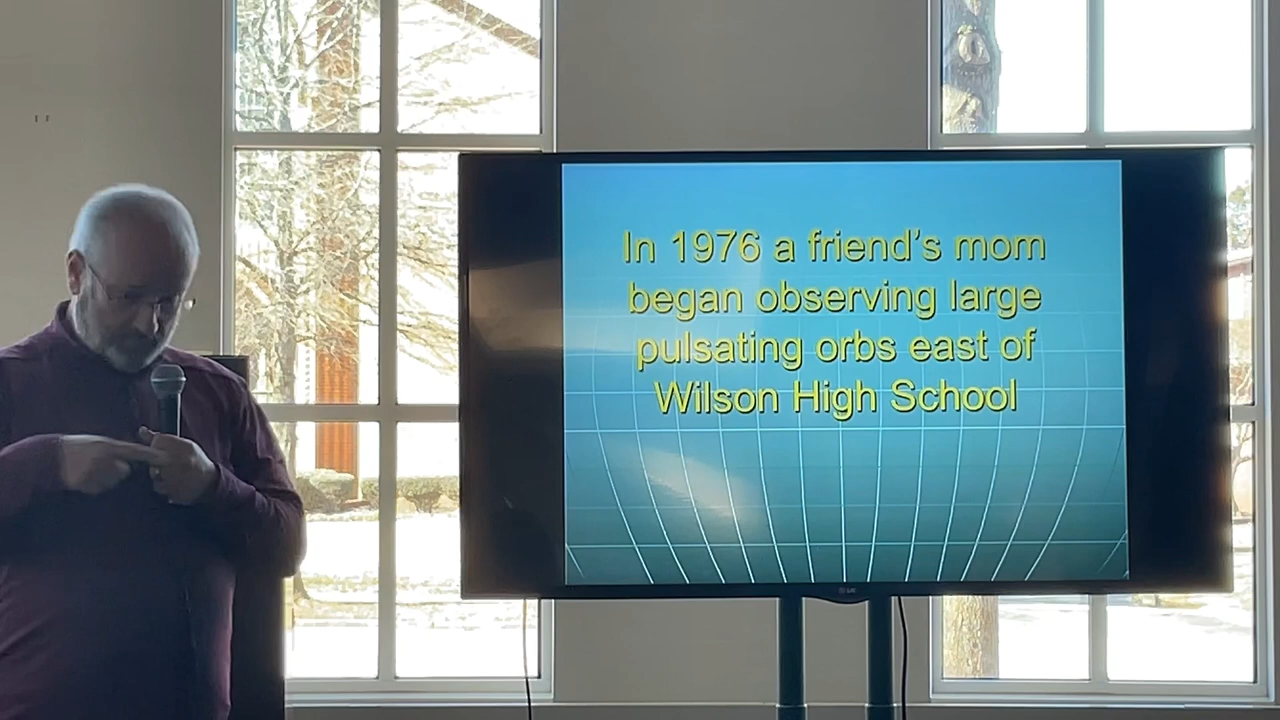 In 1976 a friend's mom
began observing large
pulsating orbs east of
Wilson High School